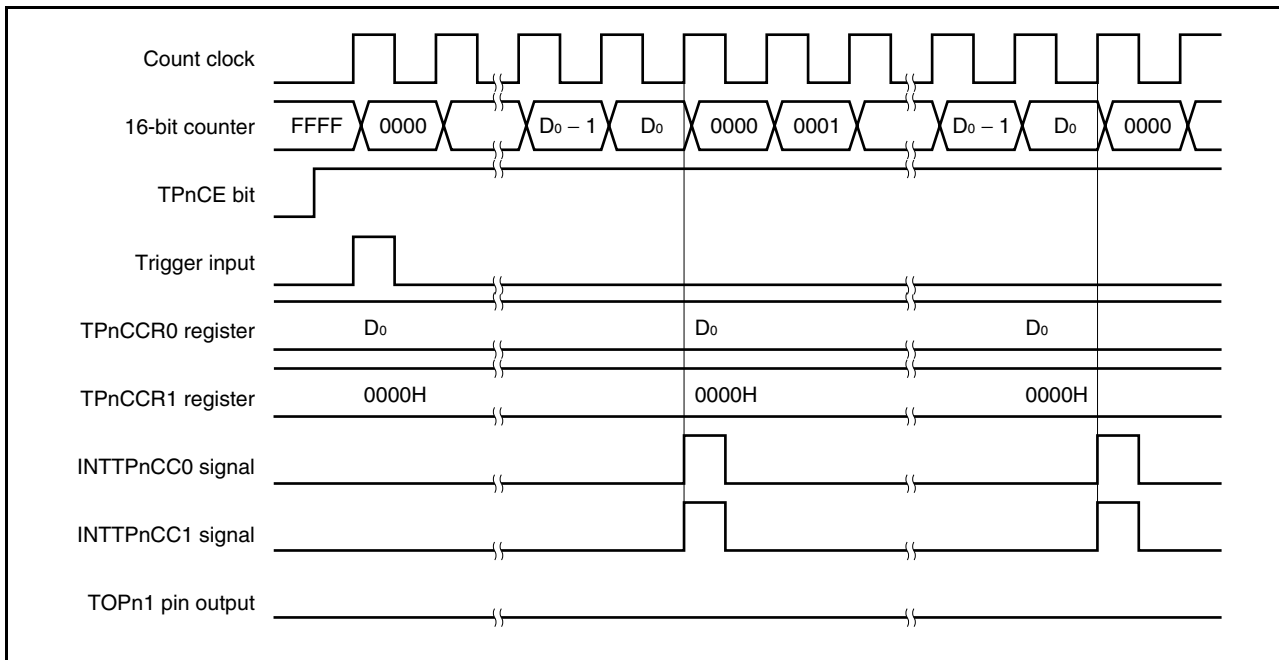 Count clock
16-bit counter FFFF 0000 D₀ − 1 D₀ 0000 0001 D₀ − 1 D₀ 0000
TPnCE bit
Trigger input
TPnCCR0 register D₀ D₀ D₀
TPnCCR1 register 0000H 0000H 0000H
INTTPnCC0 signal
INTTPnCC1 signal
TOPn1 pin output